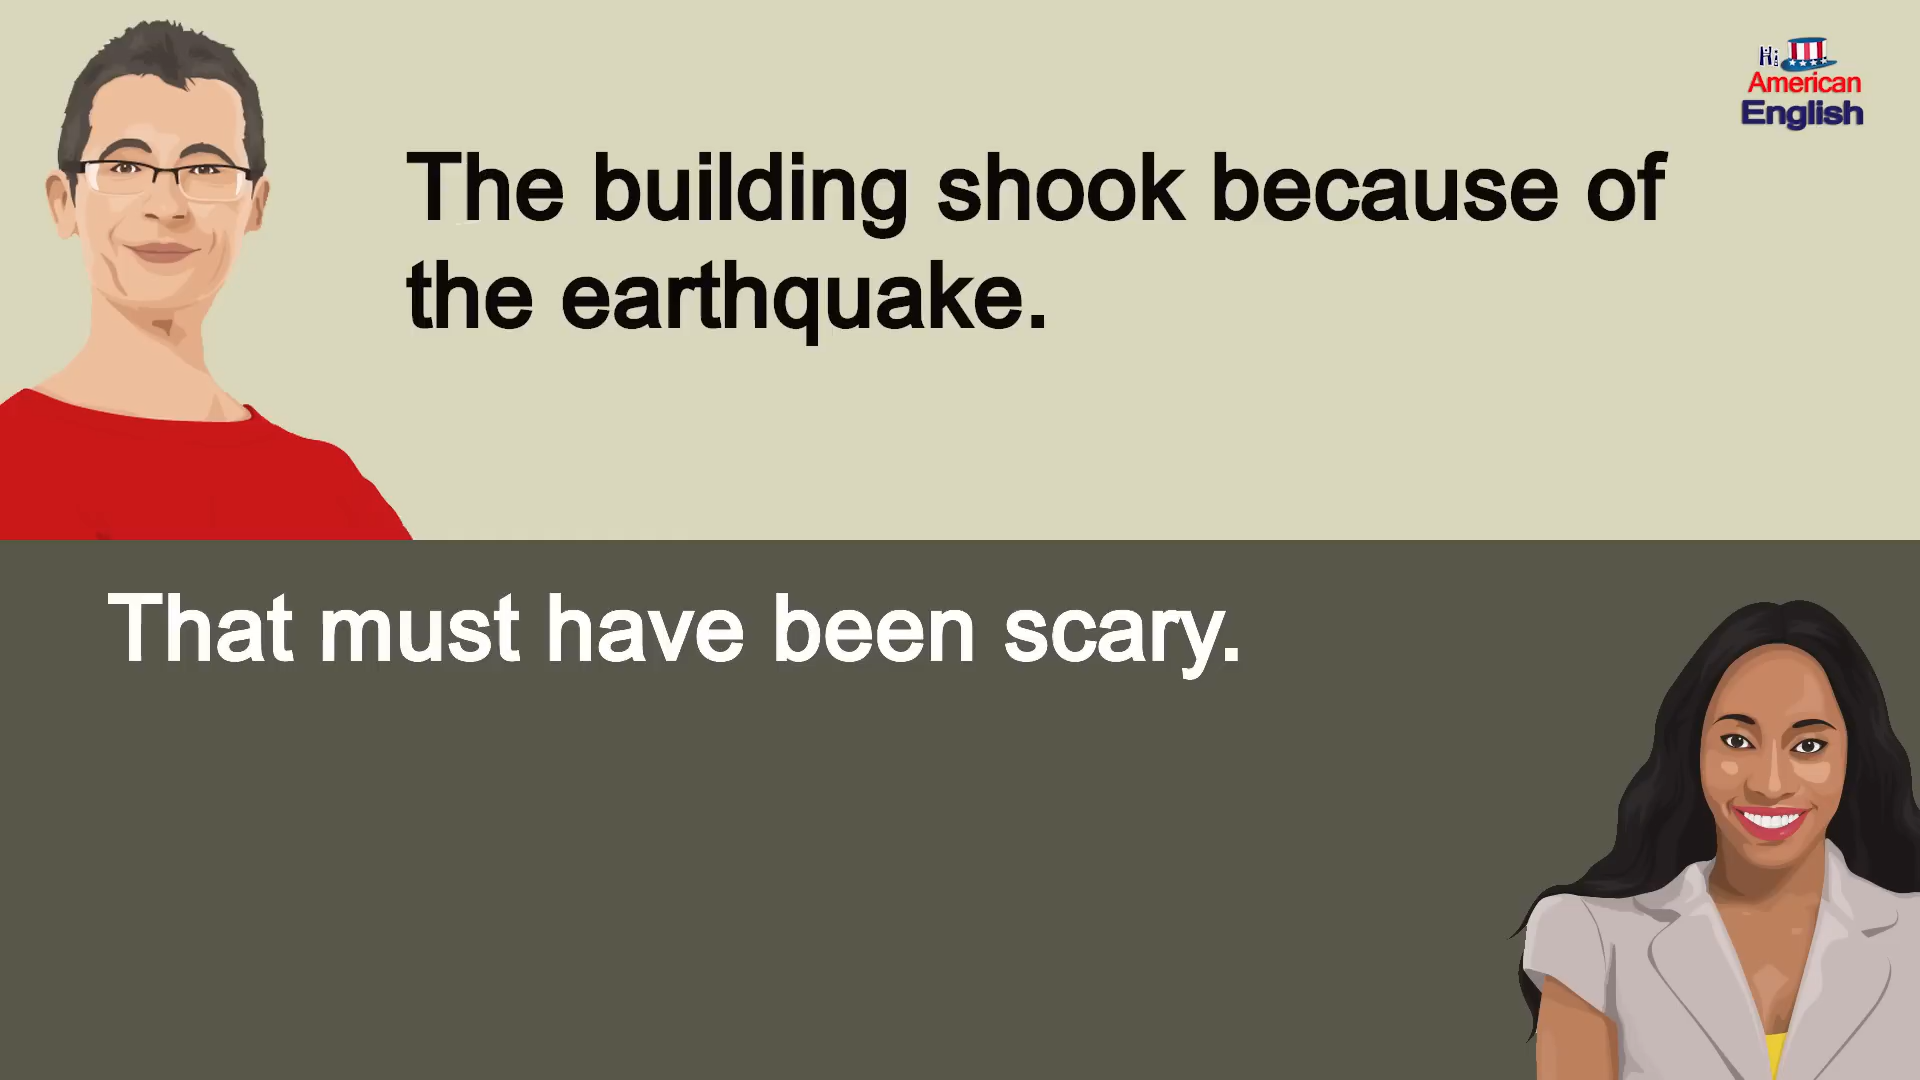 Hi
American
English
The building shook because of
the earthquake.
That must have been scary.